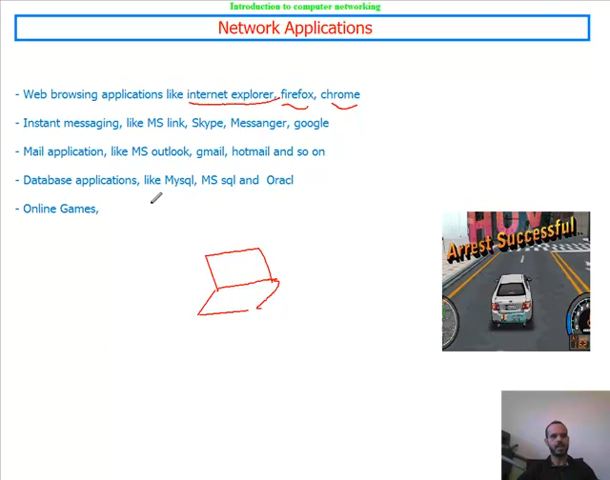 Introduction to computer networking
Network Applications
- Web browsing applications like internet explorer, firefox, chrome
- Instant messaging, like MS link, Skype, Messanger, google
- Mail application, like MS outlook, gmail, hotmail and so on
- Database applications, like Mysql, MS sql and Oracl
- Online Games,
Arrest Successful